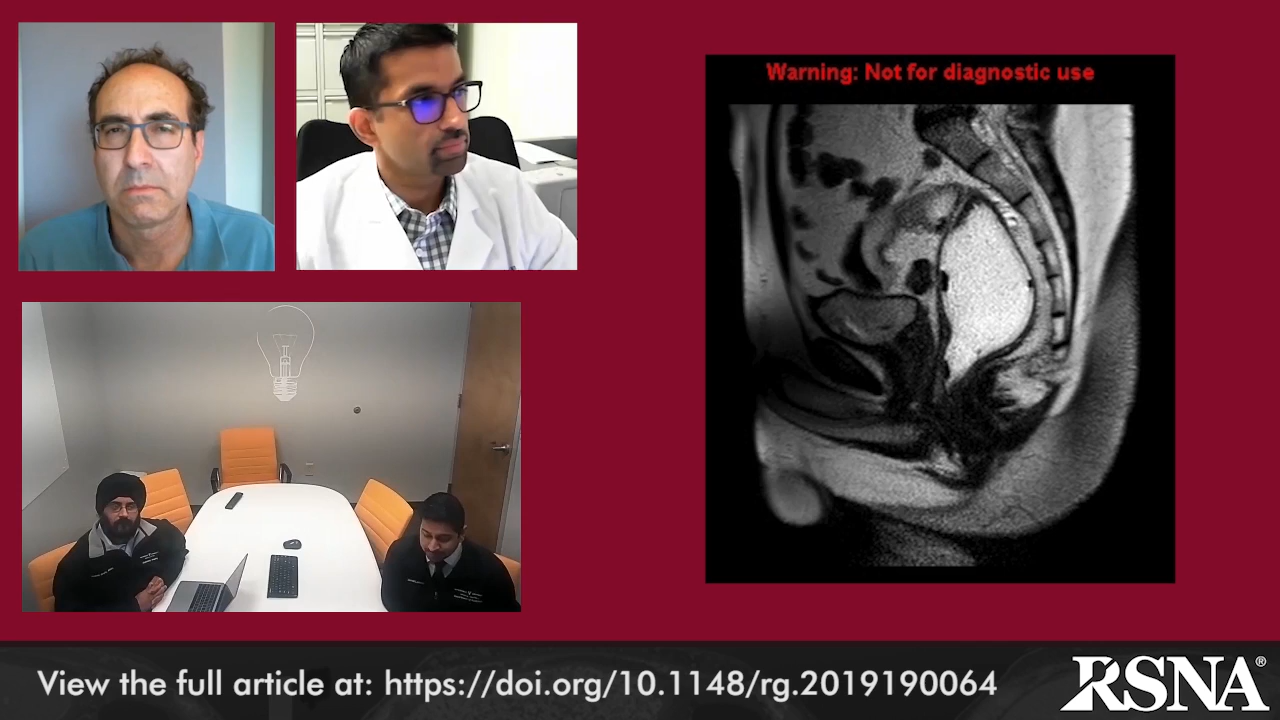 Warning: Not for diagnostic use
View the full article at: https://doi.org/10.1148/rg.2019190064
RSNA®